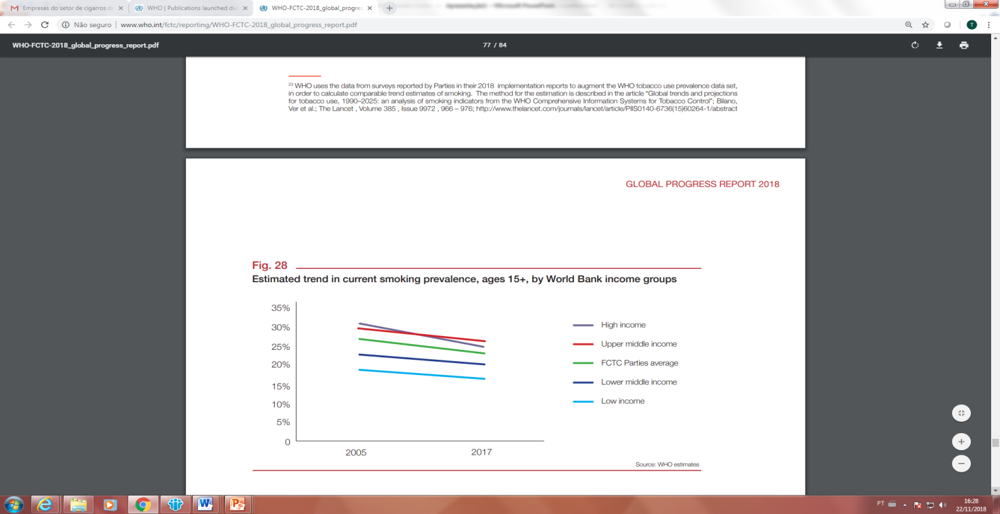 Empresas do setor de cigarros de
WHO | Publications launched du
WHO-FCTC-2018_global_progres
Não seguro | www.who.int/fctc/reporting/WHO-FCTC-2018_global_progress_report.pdf
T
WHO-FCTC-2018_global_progress_report.pdf
77 / 84
23 WHO uses the data from surveys reported by Parties in their 2018 implementation reports to augment the WHO tobacco use prevalence data set,
in order to calculate comparable trend estimates of smoking. The method for the estimation is described in the article "Global trends and projections
for tobacco use, 1990–2025: an analysis of smoking indicators from the WHO Comprehensive Information Systems for Tobacco Control"; Bilano,
Ver et al.; The Lancet , Volume 385 , Issue 9972 , 966 – 976; http://www.thelancet.com/journals/lancet/article/PIIS0140-6736(15)60264-1/abstract
GLOBAL PROGRESS REPORT 2018
Fig. 28
Estimated trend in current smoking prevalence, ages 15+, by World Bank income groups
35%
30%
25%
20%
15%
10%
5%
0
2005
2017
High income
Upper middle income
FCTC Parties average
Lower middle income
Low income
Source: WHO estimates
PT
16:28
22/11/2018